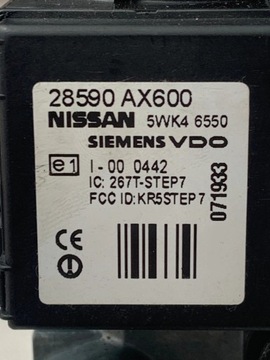 28590 AX600
NISSAN 5WK4 6550
SIEMENS VDO
e1 I-00 0442
IC: 267T-STEP7
FCC ID:KR5STEP7
071933
CE